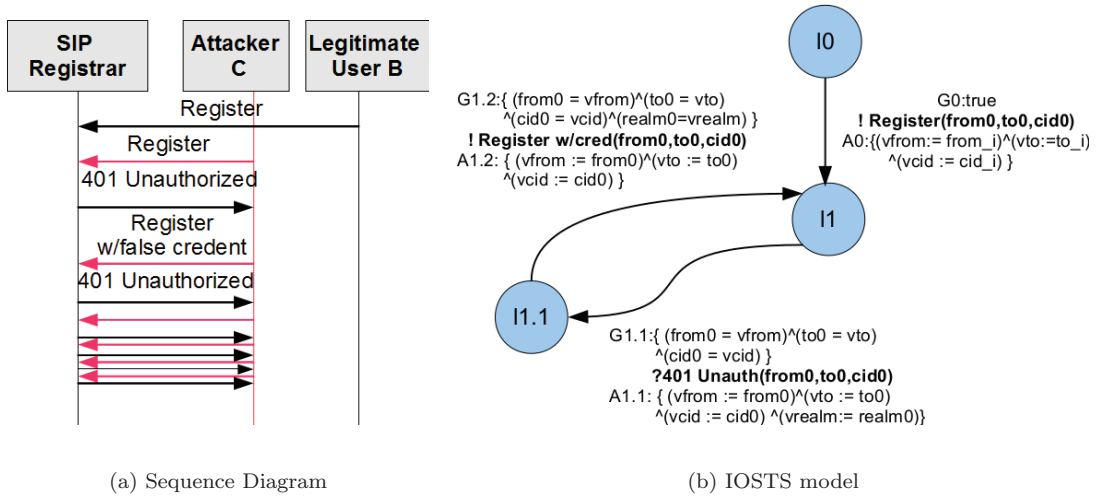 SIP
Registrar
Attacker
C
Legitimate
User B
Register
Register
401 Unauthorized
Register
w/false credent
401 Unauthorized
(a) Sequence Diagram
I0
G0:true
! Register(from0,to0,cid0)
A0:{(vfrom:= from_i)^(vto:=to_i)
^(vcid := cid_i) }
G1.2:{ (from0 = vfrom)^(to0 = vto)
^(cid0 = vcid)^(realm0=vrealm) }
! Register w/cred(from0,to0,cid0)
A1.2: { (vfrom := from0)^(vto := to0)
^(vcid := cid0) }
I1
I1.1
G1.1:{ (from0 = vfrom)^(to0 = vto)
^(cid0 = vcid) }
?401 Unauth(from0,to0,cid0)
A1.1: { (vfrom := from0)^(vto := to0)
^(vcid := cid0) ^(vrealm:= realm0)}
(b) IOSTS model